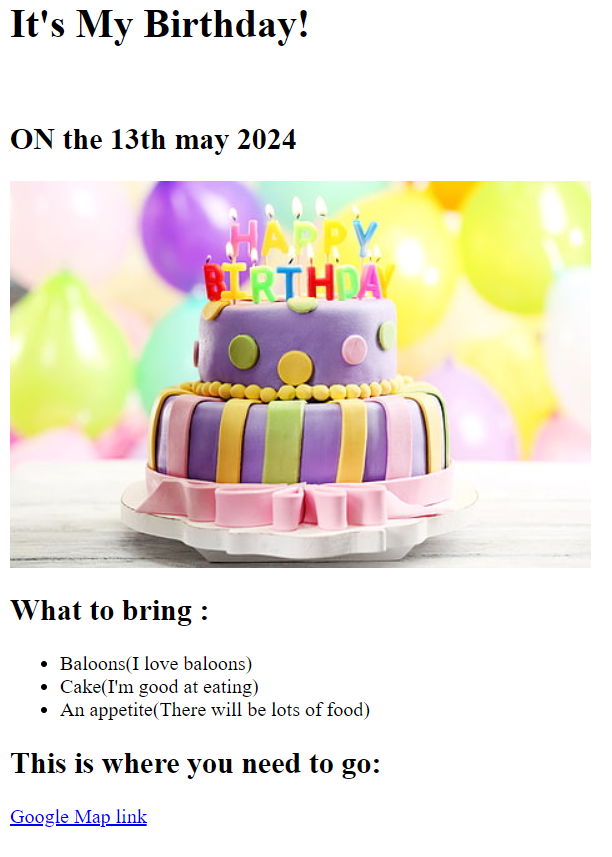 It's My Birthday!
ON the 13th may 2024
HAPPY
BIRTHDAY
What to bring :
Baloons(I love baloons)
Cake(I'm good at eating)
An appetite(There will be lots of food)
This is where you need to go:
Google Map link